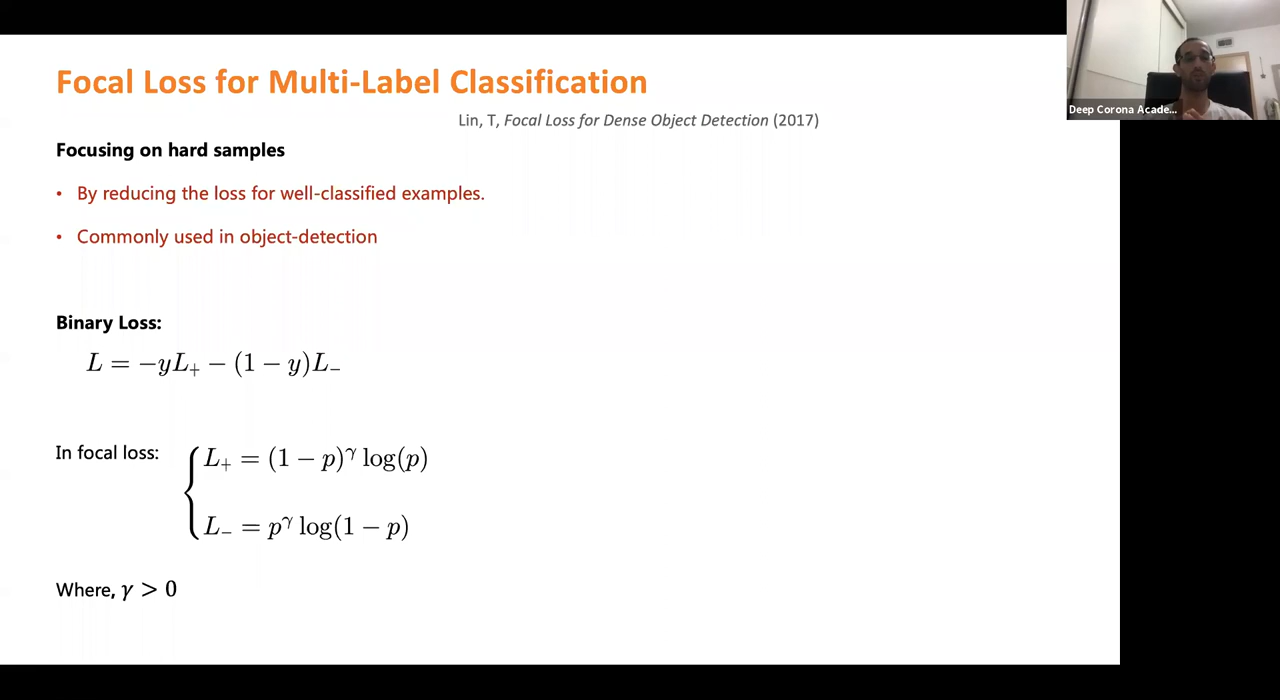 Focal Loss for Multi-Label Classification
Lin, T, Focal Loss for Dense Object Detection (2017)
Focusing on hard samples
• By reducing the loss for well-classified examples.
• Commonly used in object-detection
Binary Loss:
L = −yL₊ − (1 − y)L₋
In focal loss:
L₊ = (1 − p)^γ log(p)
L₋ = p^γ log(1 − p)
Where, γ > 0
Deep Corona Acade...